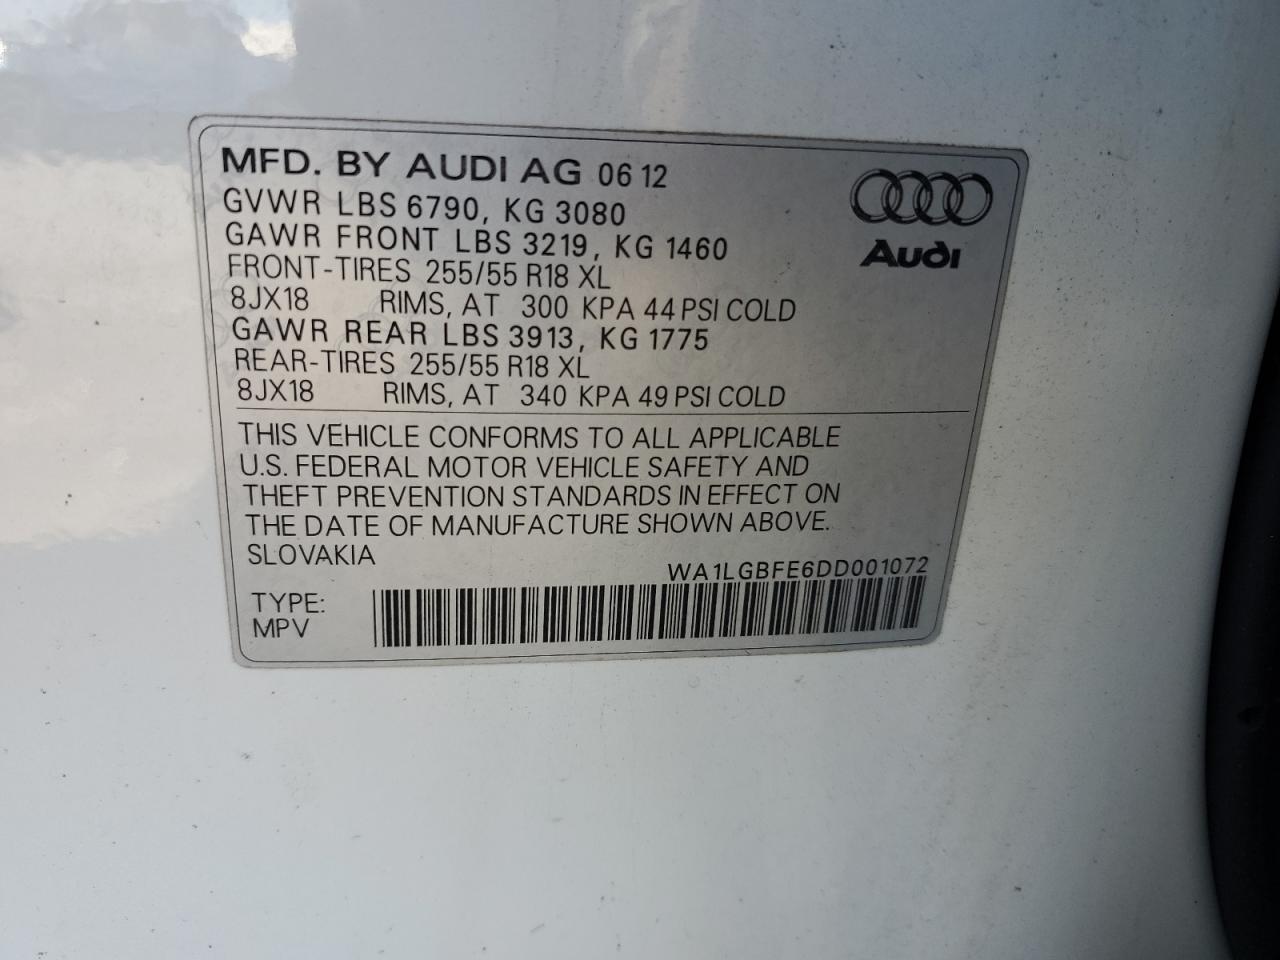 MFD. BY AUDI AG 06 12
GVWR LBS 6790, KG 3080
GAWR FRONT LBS 3219, KG 1460
FRONT-TIRES 255/55 R18 XL
8JX18 RIMS, AT 300 KPA 44 PSI COLD
GAWR REAR LBS 3913, KG 1775
REAR-TIRES 255/55 R18 XL
8JX18 RIMS, AT 340 KPA 49 PSI COLD
Audi
THIS VEHICLE CONFORMS TO ALL APPLICABLE
U.S. FEDERAL MOTOR VEHICLE SAFETY AND
THEFT PREVENTION STANDARDS IN EFFECT ON
THE DATE OF MANUFACTURE SHOWN ABOVE.
SLOVAKIA
WA1LGBFE6DD001072
TYPE:
MPV